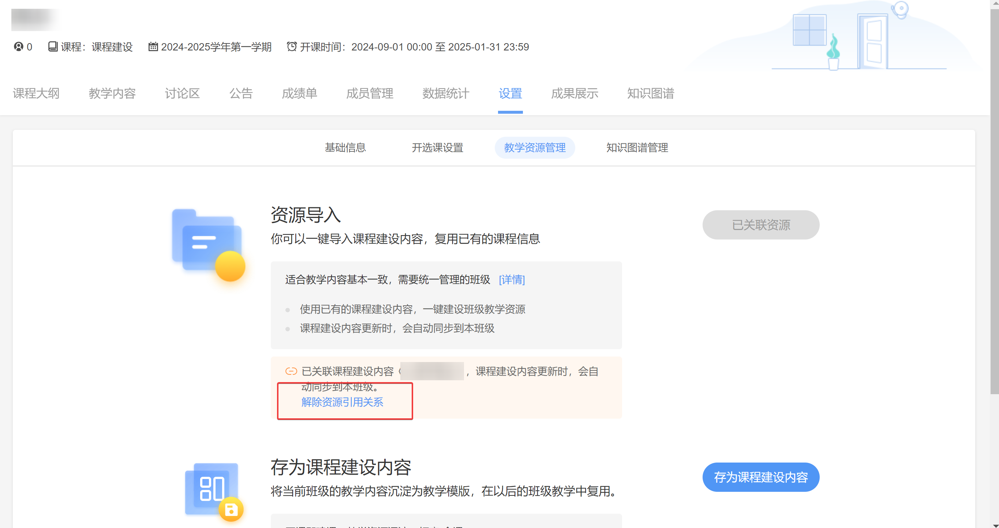 0 课程：课程建设 2024-2025学年第一学期 开课时间：2024-09-01 00:00 至 2025-01-31 23:59
课程大纲 教学内容 讨论区 公告 成绩单 成员管理 数据统计 设置 成果展示 知识图谱
基础信息 开选课设置 教学资源管理 知识图谱管理
资源导入
已关联资源
你可以一键导入课程建设内容，复用已有的课程信息
适合教学内容基本一致，需要统一管理的班级 [详情]
使用已有的课程建设内容，一键建设班级教学资源
课程建设内容更新时，会自动同步到本班级
已关联课程建设内容《 ，课程建设内容更新时，会自
动同步到本班级。
解除资源引用关系
存为课程建设内容
存为课程建设内容
将当前班级的教学内容沉淀为教学模版，在以后的班级教学中复用。